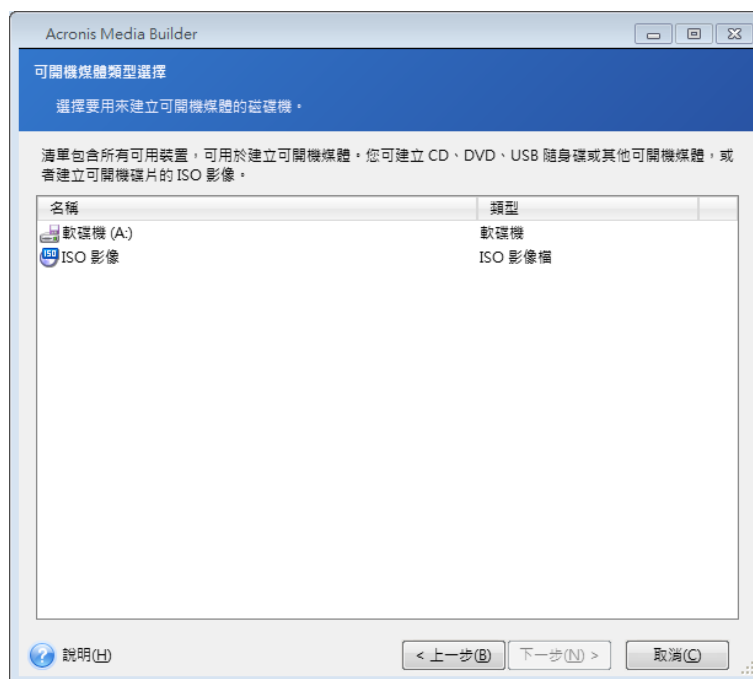 Acronis Media Builder
可開機媒體類型選擇
選擇要用來建立可開機媒體的磁碟機。
清單包含所有可用裝置，可用於建立可開機媒體。您可建立 CD、DVD、USB 隨身碟或其他可開機媒體，或
者建立可開機碟片的 ISO 影像。
名稱 類型
軟碟機 (A:) 軟碟機
ISO ISO 影像 ISO 影像檔
說明(H) < 上一步(B) 下一步(N) > 取消(C)